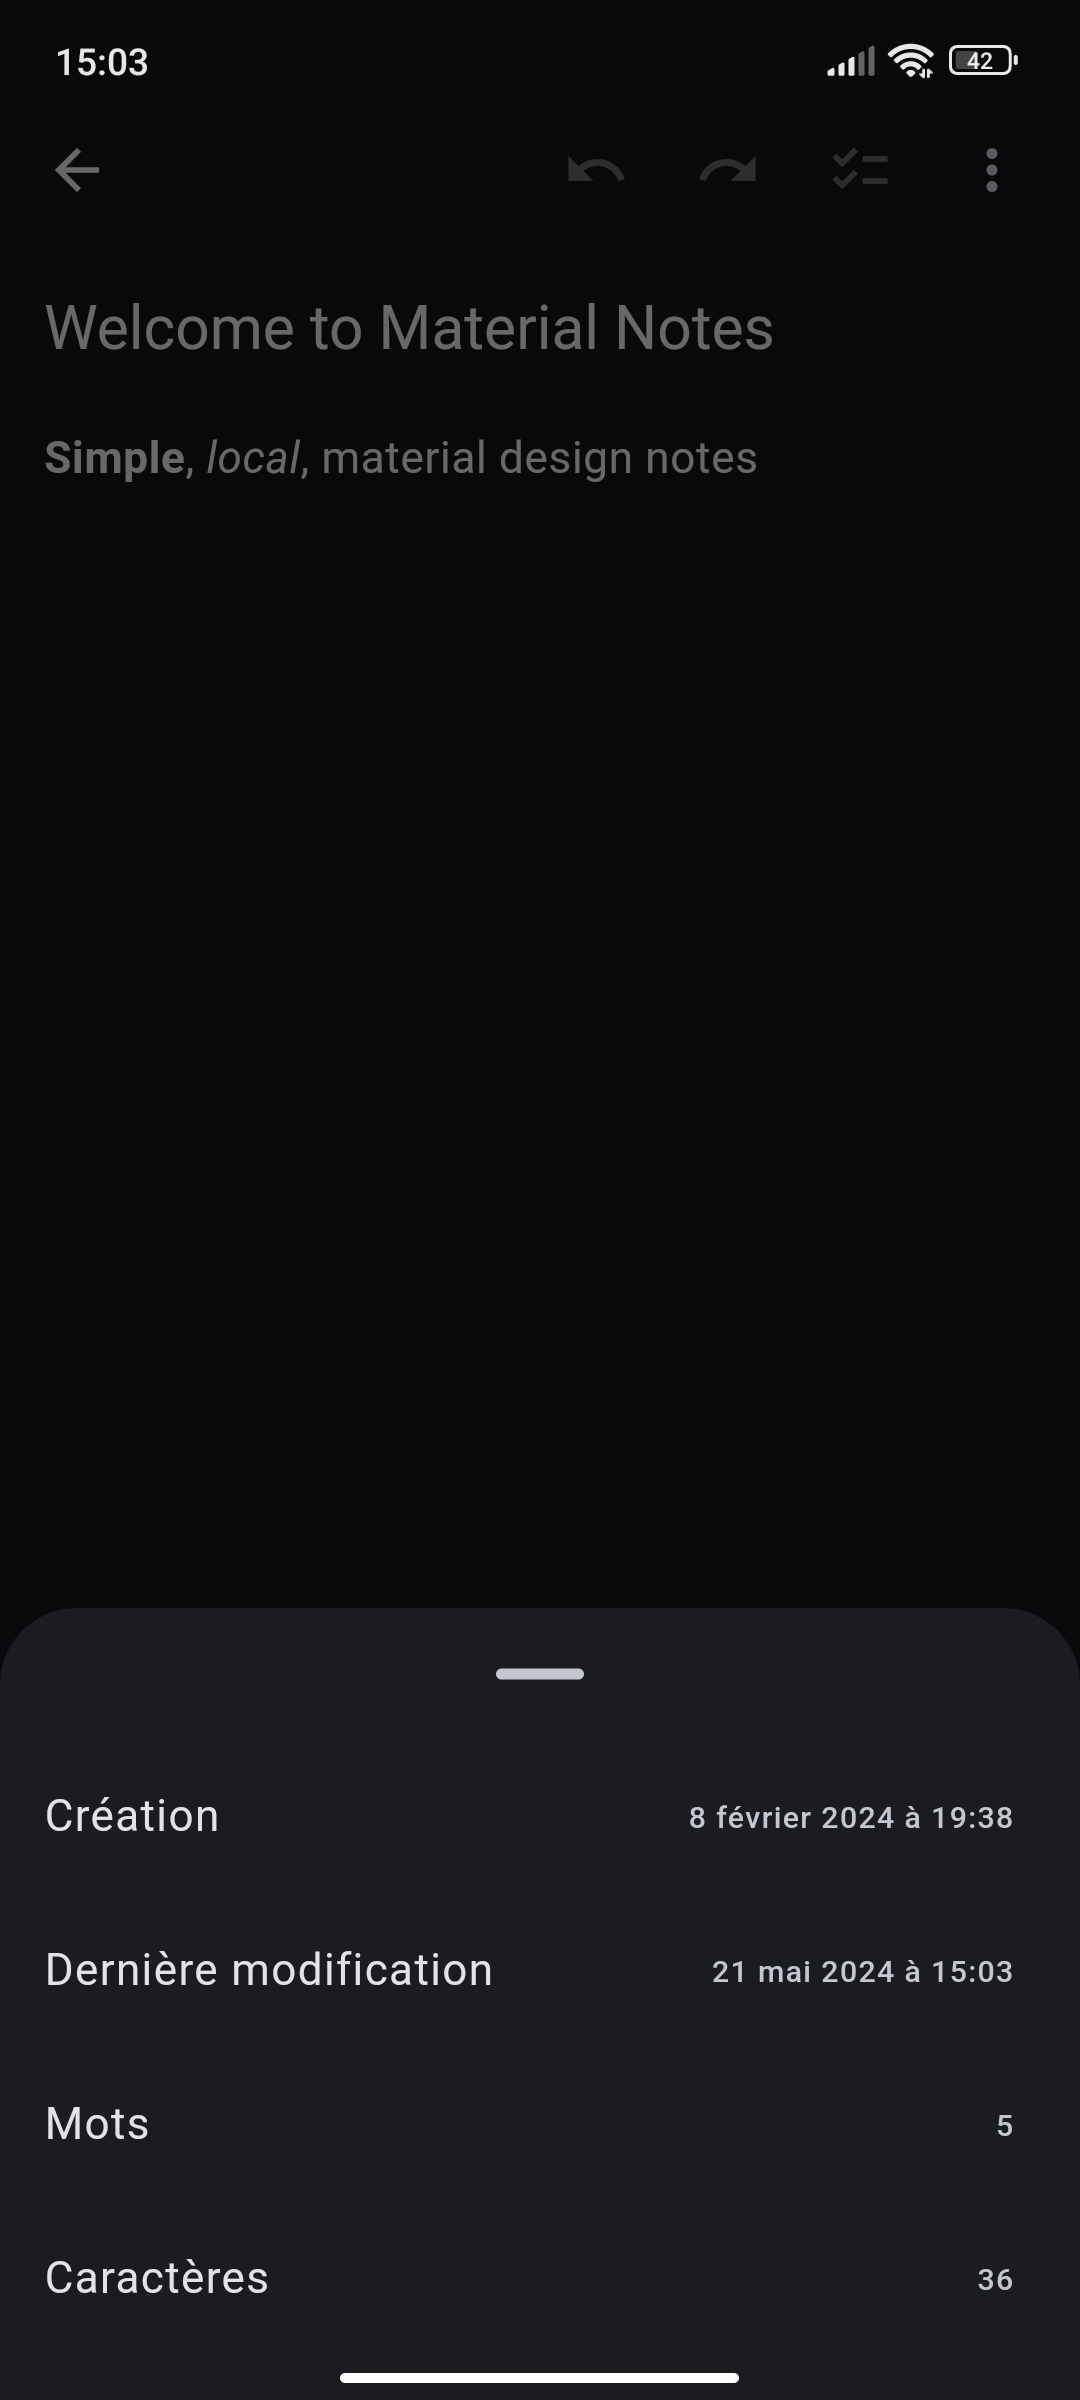 15:03
42
Welcome to Material Notes
Simple, local, material design notes
Création 8 février 2024 à 19:38
Dernière modification 21 mai 2024 à 15:03
Mots 5
Caractères 36